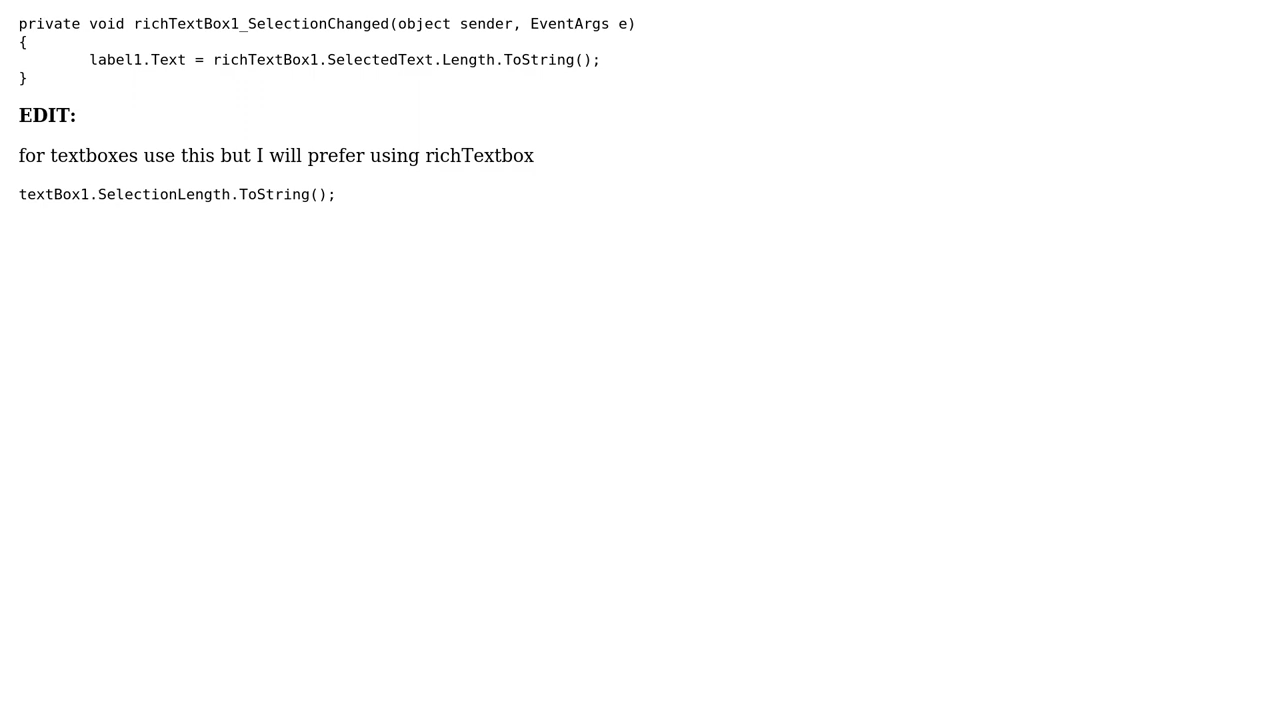 private void richTextBox1_SelectionChanged(object sender, EventArgs e)
{
        label1.Text = richTextBox1.SelectedText.Length.ToString();
}
EDIT:
for textboxes use this but I will prefer using richTextbox
textBox1.SelectionLength.ToString();